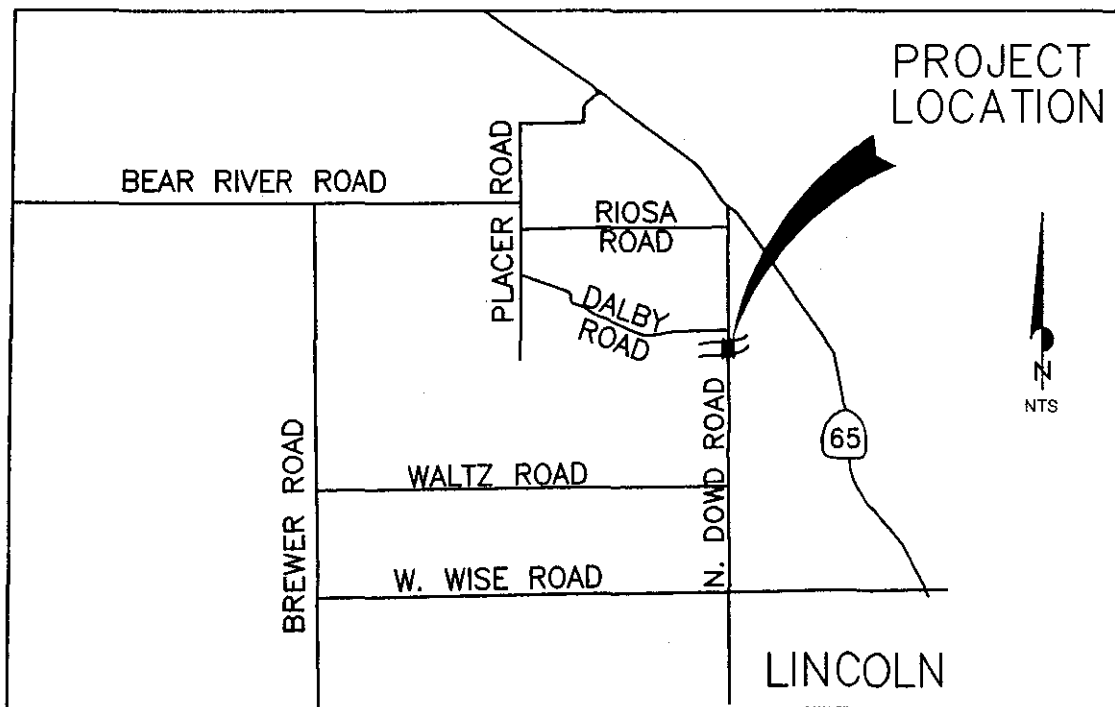 PROJECT
LOCATION
BEAR RIVER ROAD
PLACER ROAD
RIOSA
ROAD
DALBY
ROAD
N
NTS
65
N. DOWD ROAD
BREWER ROAD
WALTZ ROAD
W. WISE ROAD
LINCOLN